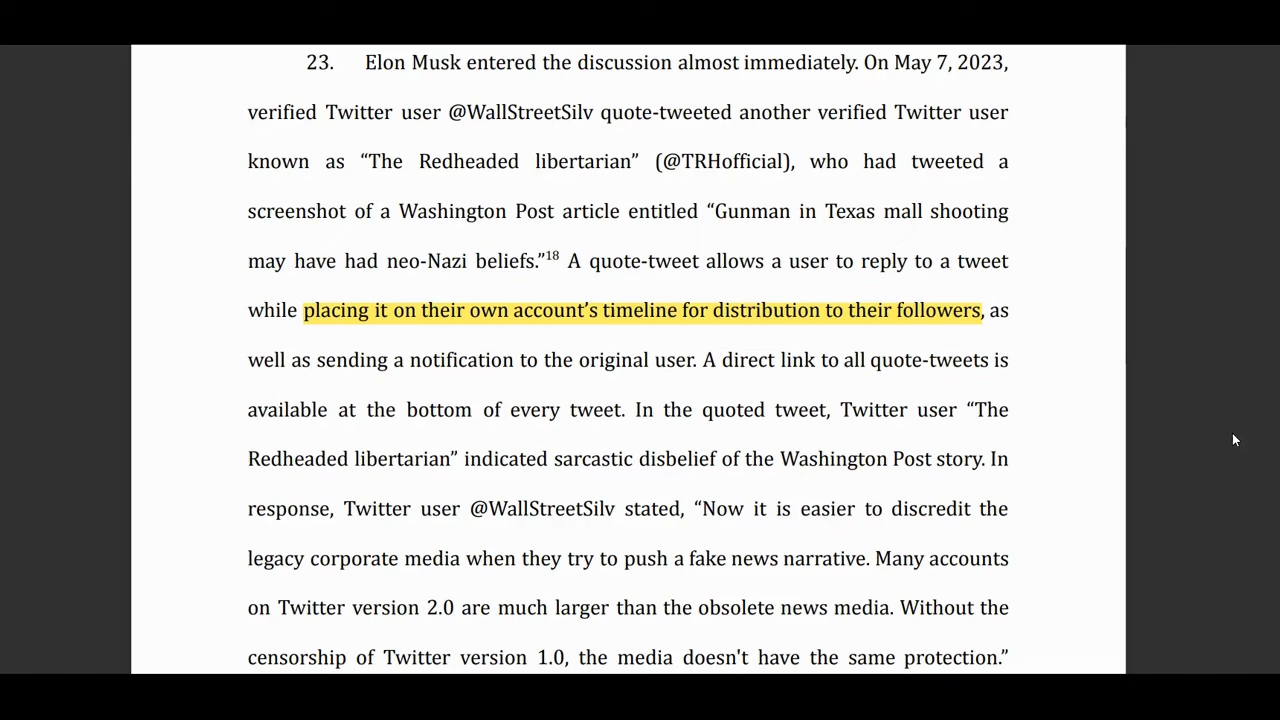 23. Elon Musk entered the discussion almost immediately. On May 7, 2023,
verified Twitter user @WallStreetSilv quote-tweeted another verified Twitter user
known as “The Redheaded libertarian” (@TRHofficial), who had tweeted a
screenshot of a Washington Post article entitled “Gunman in Texas mall shooting
may have had neo-Nazi beliefs.”18 A quote-tweet allows a user to reply to a tweet
while placing it on their own account’s timeline for distribution to their followers, as
well as sending a notification to the original user. A direct link to all quote-tweets is
available at the bottom of every tweet. In the quoted tweet, Twitter user “The
Redheaded libertarian” indicated sarcastic disbelief of the Washington Post story. In
response, Twitter user @WallStreetSilv stated, “Now it is easier to discredit the
legacy corporate media when they try to push a fake news narrative. Many accounts
on Twitter version 2.0 are much larger than the obsolete news media. Without the
censorship of Twitter version 1.0, the media doesn't have the same protection.”